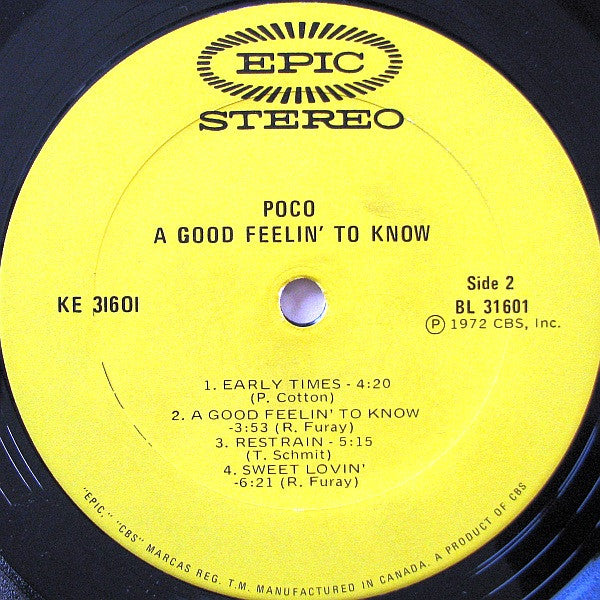 EPIC
STEREO
POCO
A GOOD FEELIN' TO KNOW
KE 31601
Side 2
BL 31601
Ⓟ 1972 CBS, Inc.
1. EARLY TIMES - 4:20
(P. Cotton)
2. A GOOD FEELIN' TO KNOW
-3:53 (R. Furay)
3. RESTRAIN - 5:15
(T. Schmit)
4. SWEET LOVIN'
-6:21 (R. Furay)
"EPIC," "CBS" MARCAS REG. T.M. MANUFACTURED IN CANADA. A PRODUCT OF CBS